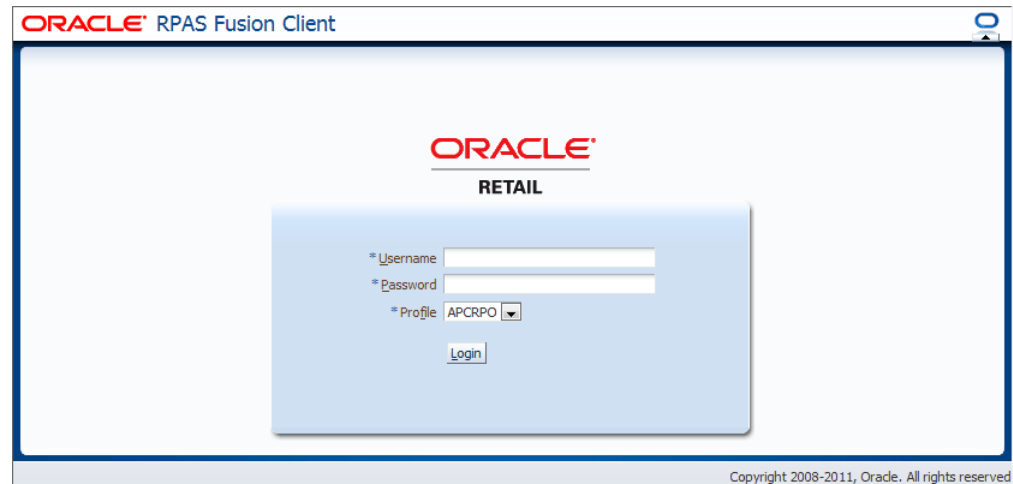 ORACLE RPAS Fusion Client
ORACLE
RETAIL
* Username
* Password
* Profile APCRPO
Login
Copyright 2008-2011, Oracle. All rights reserved